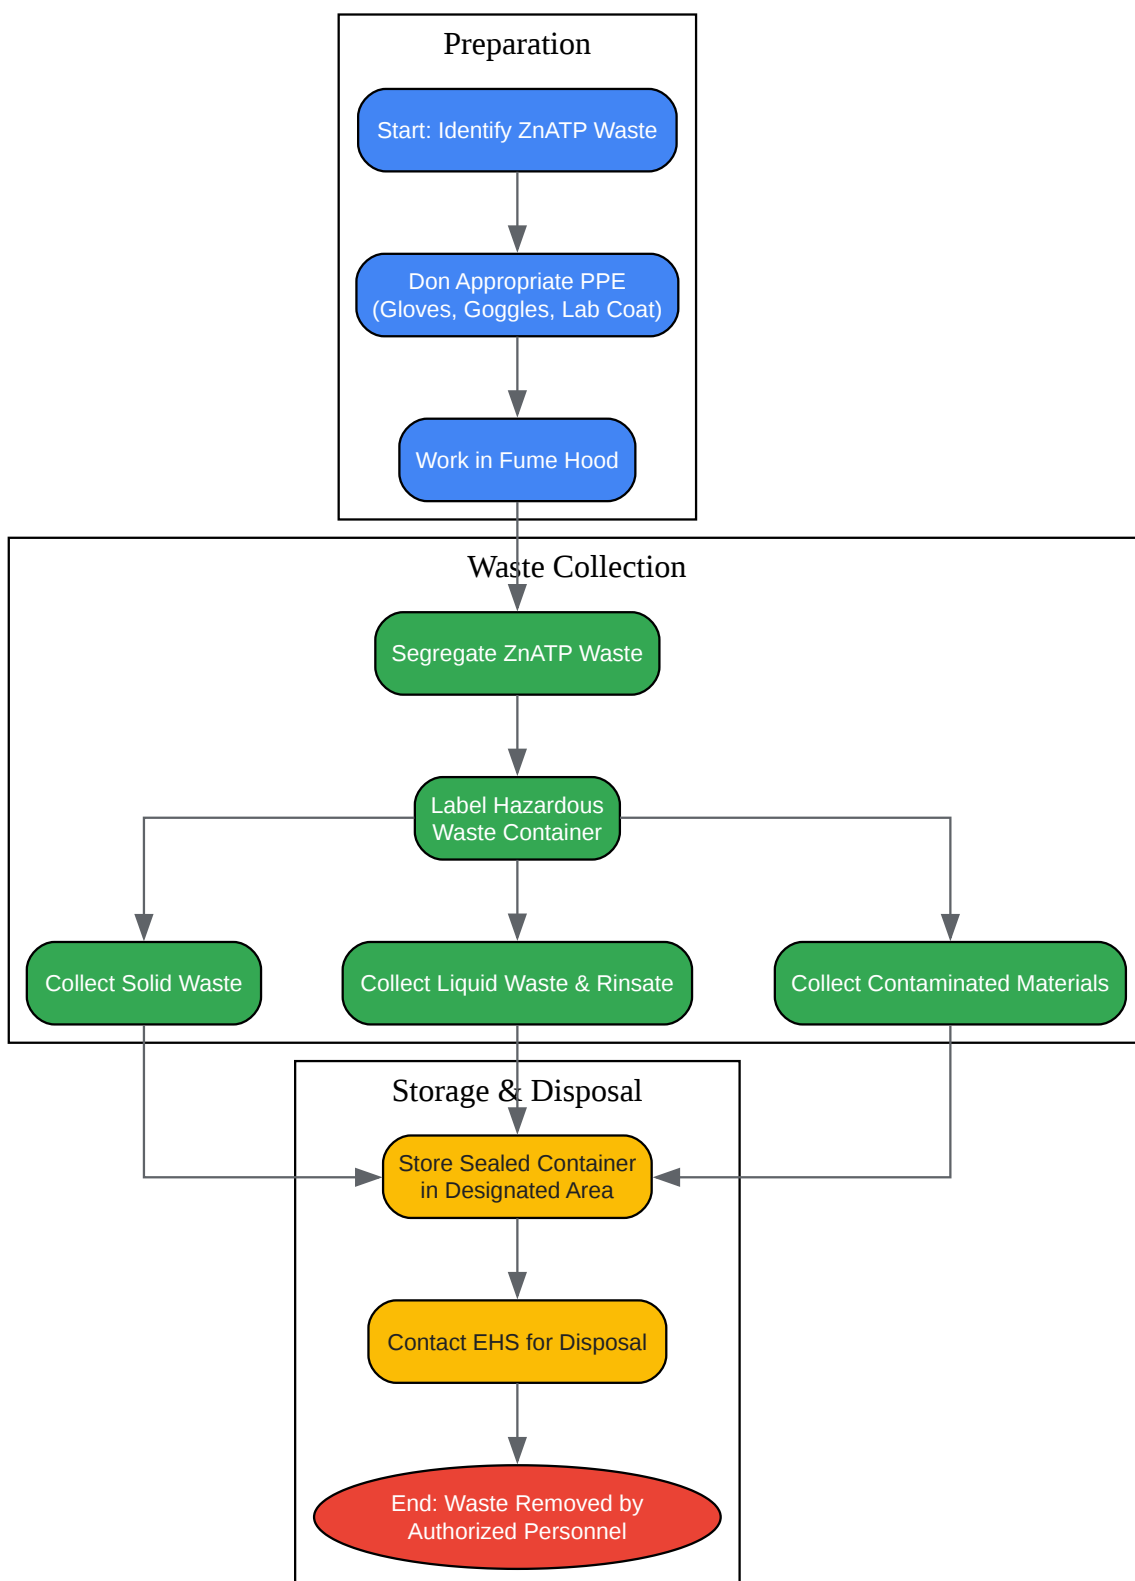 Preparation
Start: Identify ZnATP Waste
Don Appropriate PPE
(Gloves, Goggles, Lab Coat)
Work in Fume Hood
Waste Collection
Segregate ZnATP Waste
Label Hazardous
Waste Container
Collect Solid Waste
Collect Liquid Waste & Rinsate
Collect Contaminated Materials
Storage & Disposal
Store Sealed Container
in Designated Area
Contact EHS for Disposal
End: Waste Removed by
Authorized Personnel